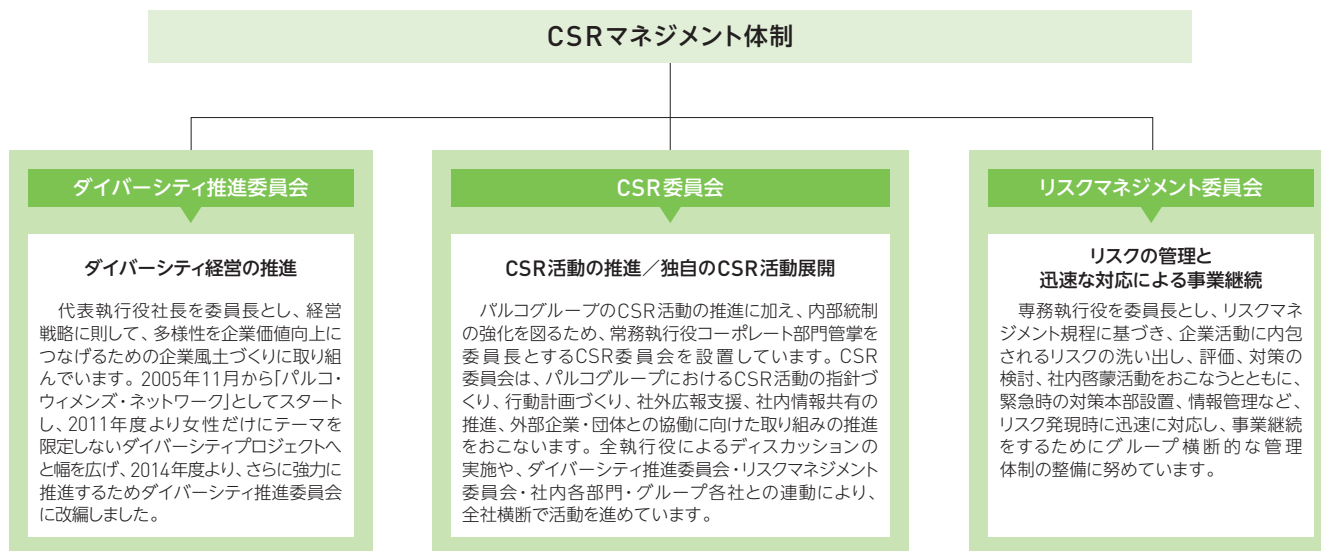 CSRマネジメント体制
ダイバーシティ推進委員会
ダイバーシティ経営の推進
　代表執行役社長を委員長とし、経営
戦略に則して、多様性を企業価値向上に
つなげるための企業風土づくりに取り組
んでいます。2005年11月から「パルコ・
ウィメンズ・ネットワーク」としてスタート
し、2011年度より女性だけにテーマを
限定しないダイバーシティプロジェクトへ
と幅を広げ、2014年度より、さらに強力に
推進するためダイバーシティ推進委員会
に改編しました。
CSR委員会
CSR活動の推進／独自のCSR活動展開
　パルコグループのCSR活動の推進に加え、内部統制
の強化を図るため、常務執行役コーポレート部門管掌を
委員長とするCSR委員会を設置しています。CSR
委員会は、パルコグループにおけるCSR活動の指針づ
くり、行動計画づくり、社外広報支援、社内情報共有の
推進、外部企業・団体との協働に向けた取り組みの推進
をおこないます。全執行役によるディスカッションの
実施や、ダイバーシティ推進委員会・リスクマネジメント
委員会・社内各部門・グループ各社との連動により、
全社横断で活動を進めています。
リスクマネジメント委員会
リスクの管理と
迅速な対応による事業継続
　専務執行役を委員長とし、リスクマネ
ジメント規程に基づき、企業活動に内包
されるリスクの洗い出し、評価、対策の
検討、社内啓蒙活動をおこなうとともに、
緊急時の対策本部設置、情報管理など、
リスク発現時に迅速に対応し、事業継続
をするためにグループ横断的な管理
体制の整備に努めています。